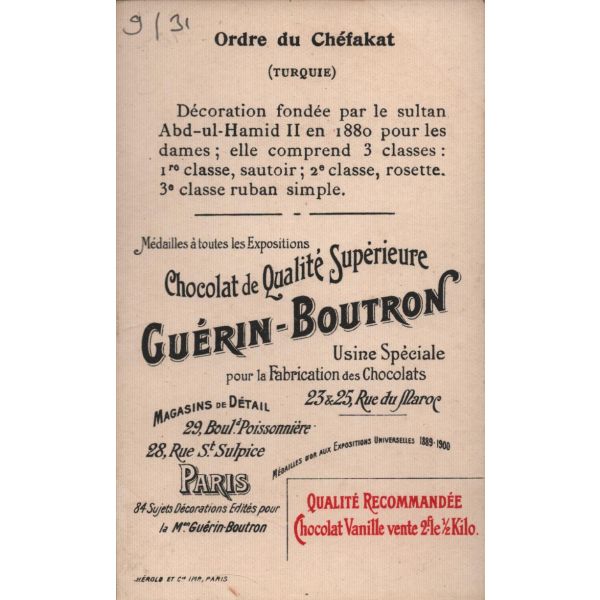 9/31
Ordre du Chéfakat
(TURQUIE)
Décoration fondée par le sultan
Abd-ul-Hamid II en 1880 pour les
dames ; elle comprend 3 classes :
1re classe, sautoir ; 2e classe, rosette.
3e classe ruban simple.
Médailles à toutes les Expositions
Chocolat de Qualité Supérieure
GUÉRIN-BOUTRON
Usine Spéciale
pour la Fabrication des Chocolats
23 & 25, Rue du Maroc
MAGASINS DE DÉTAIL
29, Boul.d Poissonnière
28, Rue St Sulpice
PARIS
MÉDAILLES D'OR AUX EXPOSITIONS UNIVERSELLES 1889-1900
84 Sujets Décorations Edités pour
la Mon Guérin-Boutron
QUALITÉ RECOMMANDÉE
Chocolat Vanille vente 2fr le ½ Kilo.
HÉROLD ET Cie IMP, PARIS